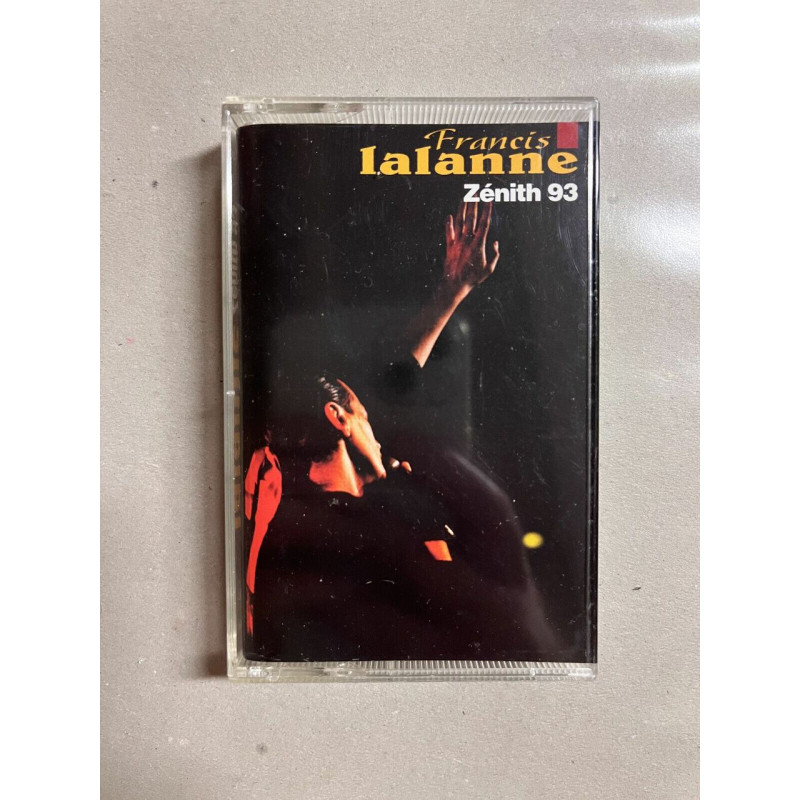 Francis
lalanne
Zénith 93